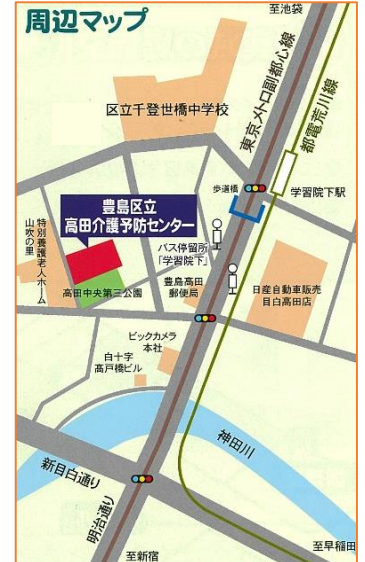 周辺マップ
至池袋
区立千登世橋中学校
東京メトロ副都心線
都電荒川線
歩道橋
学習院下駅
豊島区立
高田介護予防センター
特別養護老人ホーム
山吹の里
バス停留所
「学習院下」
高田中央第三公園
豊島高田
郵便局
日産自動車販売
目白高田店
ビックカメラ
本社
白十字
高戸橋ビル
神田川
新目白通り
明治通り
至早稲田
至新宿